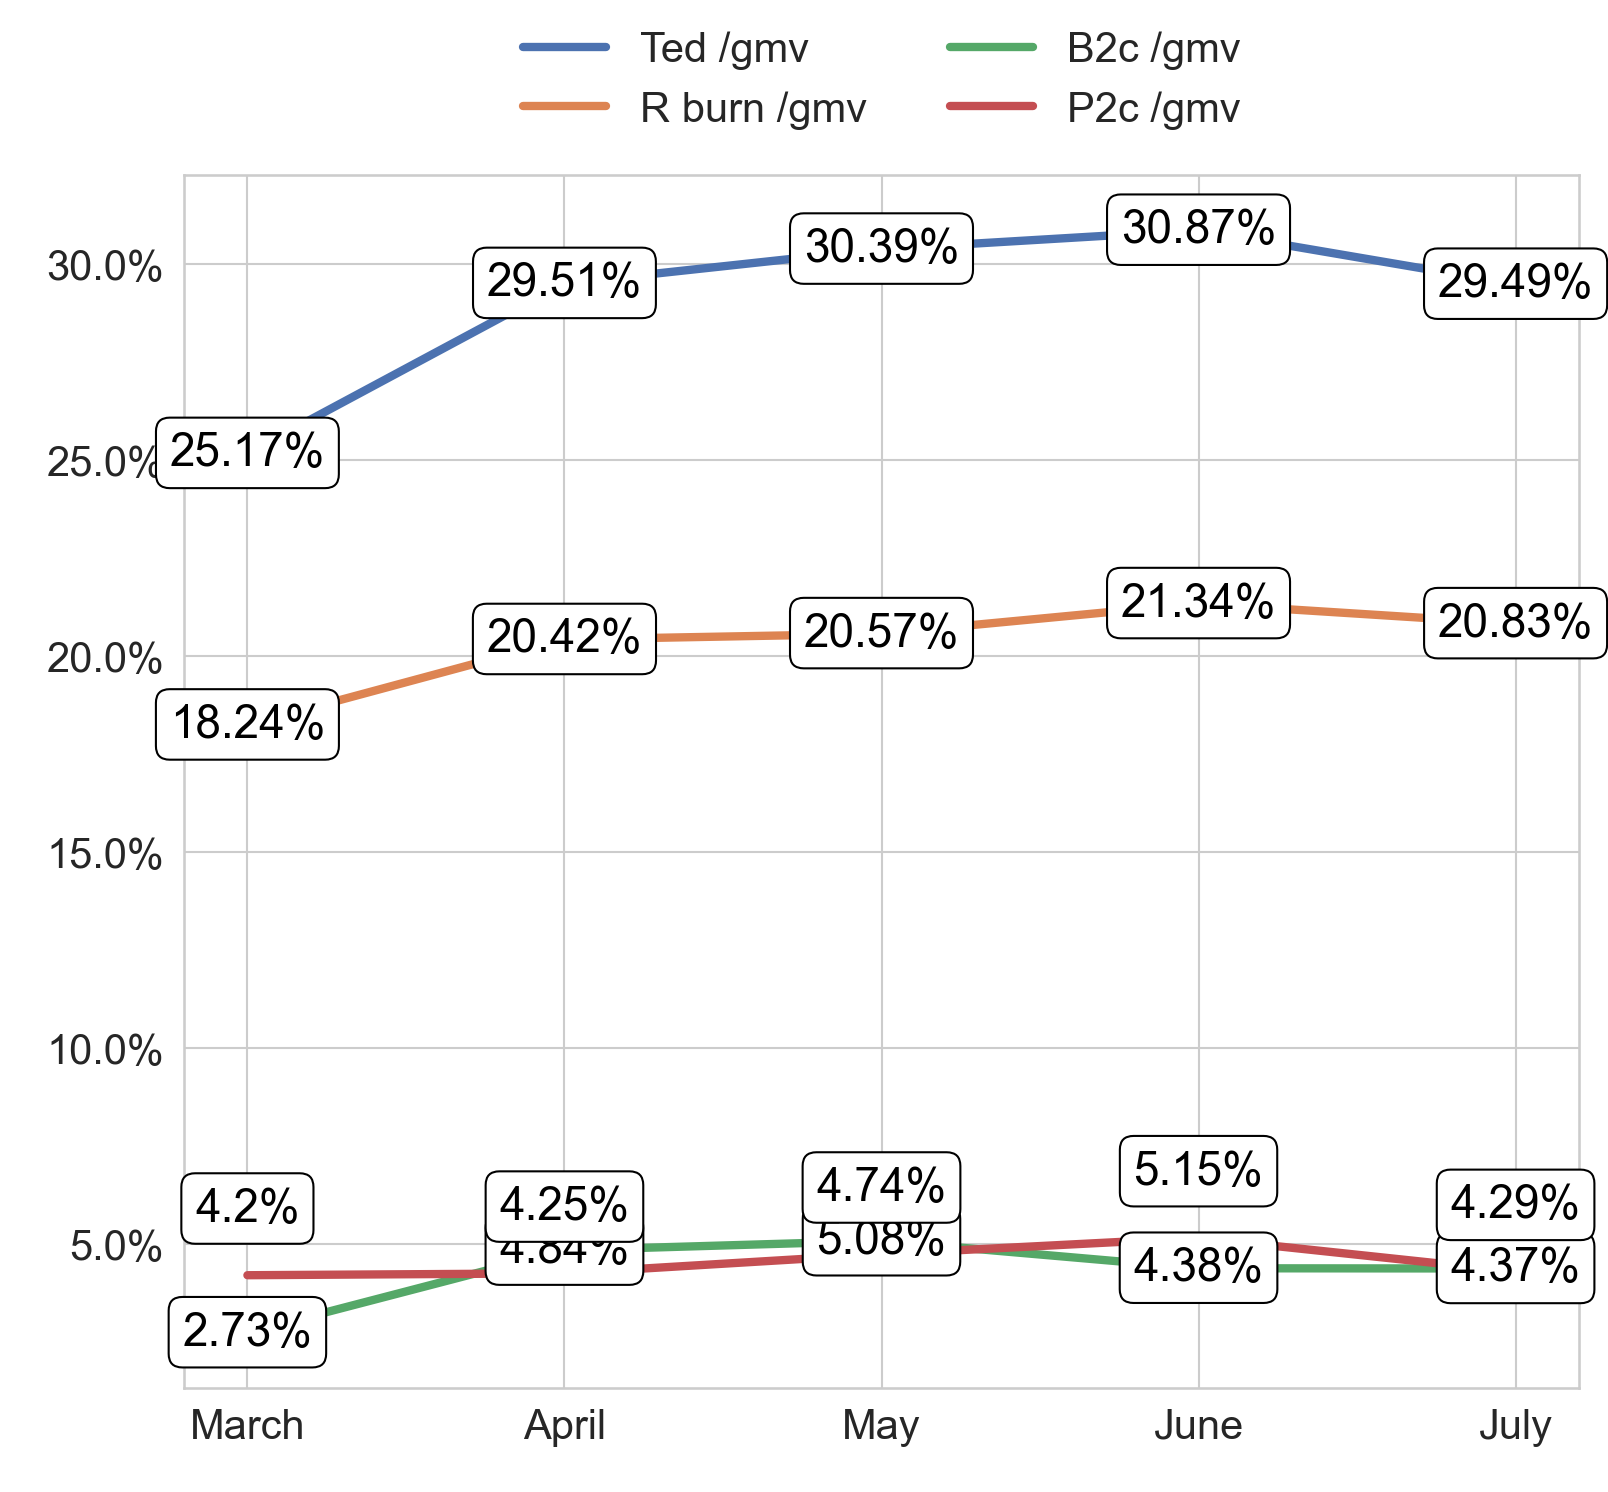 Ted /gmv
R burn /gmv
B2c /gmv
P2c /gmv
30.0%
25.0%
20.0%
15.0%
10.0%
5.0%
25.17%
29.51%
30.39%
30.87%
29.49%
18.24%
20.42%
20.57%
21.34%
20.83%
4.2%
4.25%
4.74%
5.15%
4.29%
2.73%
4.84%
5.08%
4.38%
4.37%
March
April
May
June
July